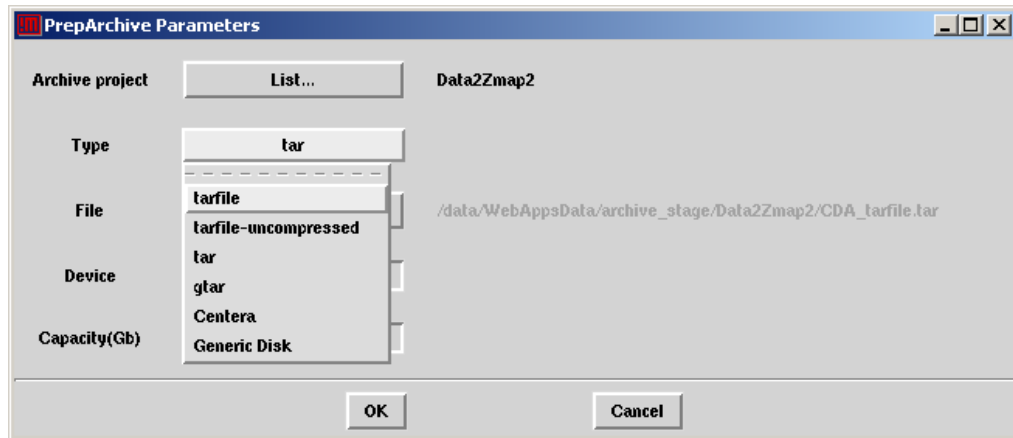 PrepArchive Parameters
Archive project List... Data2Zmap2
Type tar
tarfile
File /data/WebAppsData/archive_stage/Data2Zmap2/CDA_tarfile.tar
tarfile-uncompressed
tar
Device
gtar
Centera
Capacity(Gb)
Generic Disk
OK Cancel